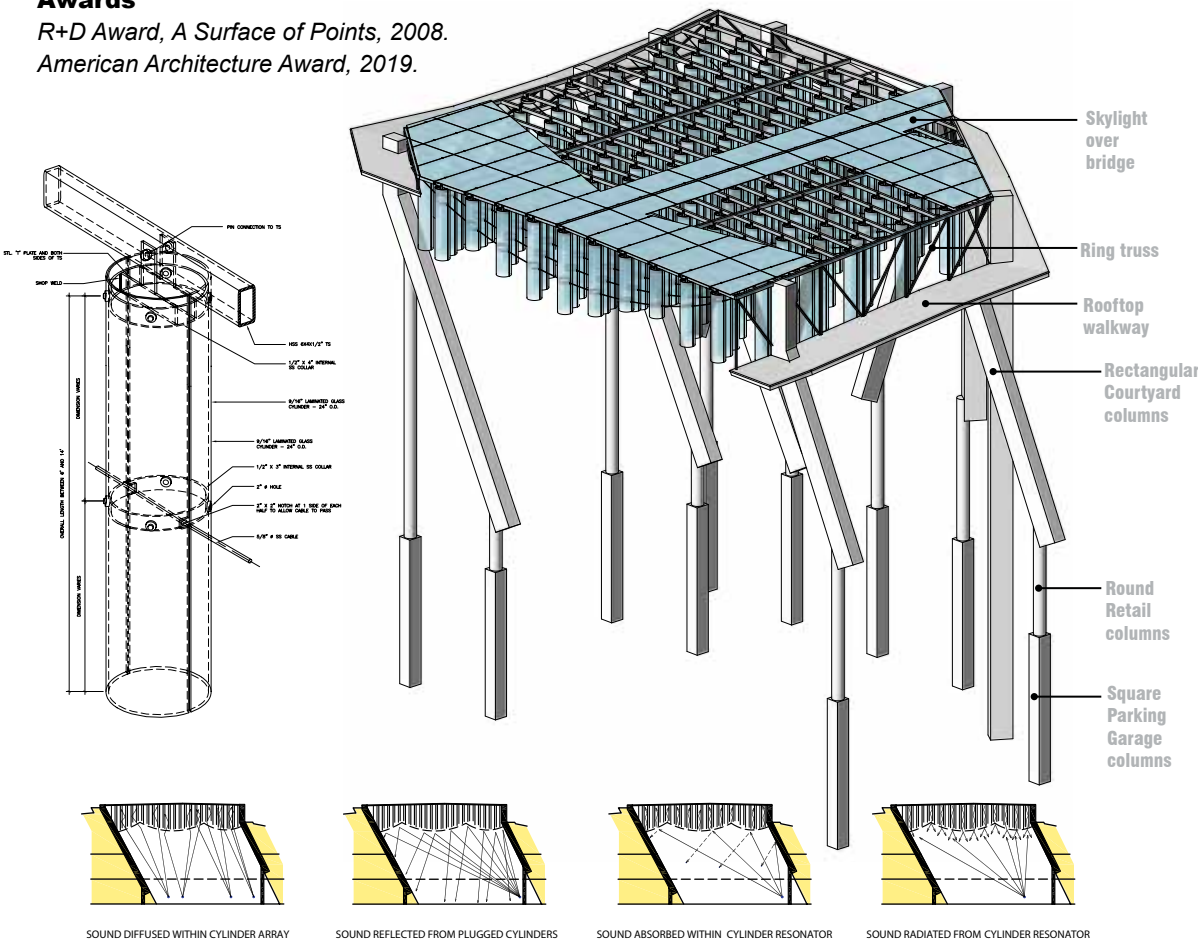 Awards
R+D Award, A Surface of Points, 2008.
American Architecture Award, 2019.
Skylight
over
bridge
Ring truss
Rooftop
walkway
Rectangular
Courtyard
columns
Round
Retail
columns
Square
Parking
Garage
columns
PIN CONNECTION TO TS
STL. "T" PLATE AND BOTH
SIDES OF TS
SHOP WELD
HSS 6X4X1/2" TS
1/2" X 4" INTERNAL
SS COLLAR
9/16" LAMINATED GLASS
CYLINDER - 24" O.D.
9/16" LAMINATED GLASS
CYLINDER - 24" O.D.
1/2" X 3" INTERNAL SS COLLAR
2" ø HOLE
2" X 2" NOTCH AT 1 SIDE OF EACH
HALF TO ALLOW CABLE TO PASS
5/8" ø SS CABLE
DIMENSION VARIES
DIMENSION VARIES
OVERALL LENGTH BETWEEN AND 14'
SOUND DIFFUSED WITHIN CYLINDER ARRAY
SOUND REFLECTED FROM PLUGGED CYLINDERS
SOUND ABSORBED WITHIN CYLINDER RESONATOR
SOUND RADIATED FROM CYLINDER RESONATOR